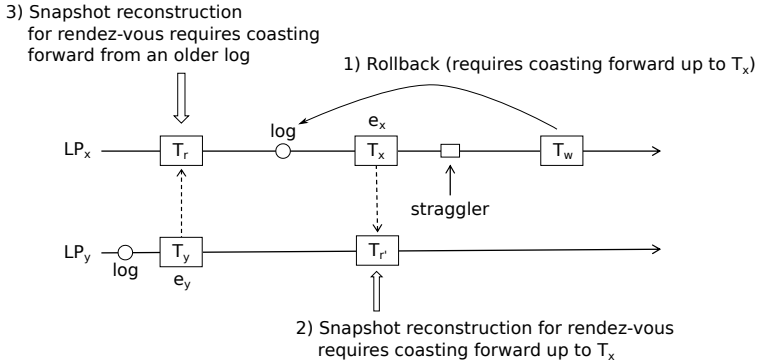 3) Snapshot reconstruction
for rendez-vous requires coasting
forward from an older log
1) Rollback (requires coasting forward up to Tx)
log
ex
LPx
Tr
Tx
Tw
straggler
LPy
Ty
Tr'
log
ey
2) Snapshot reconstruction for rendez-vous
requires coasting forward up to Tx